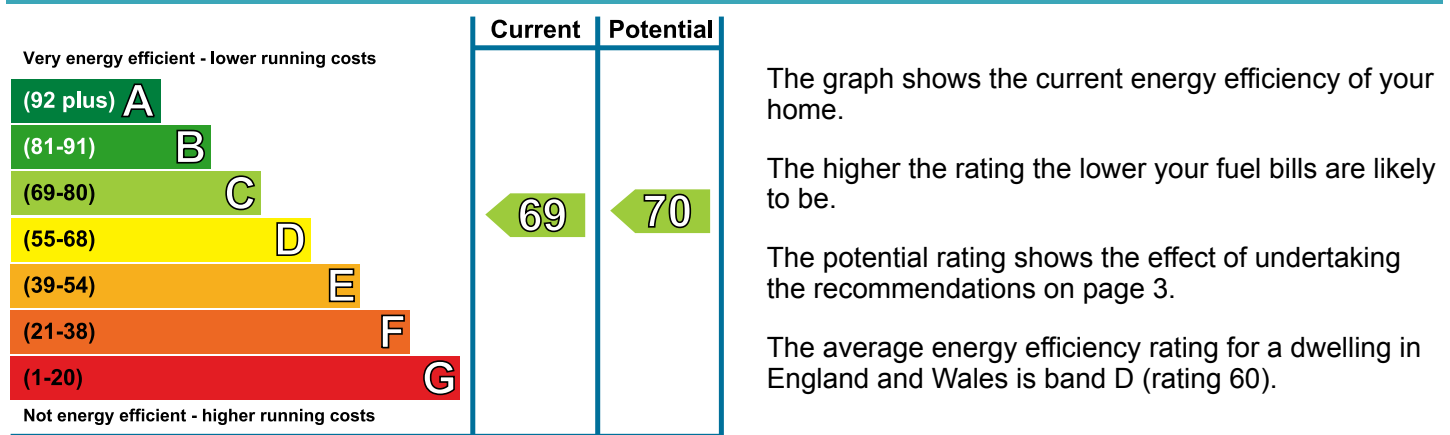 Current Potential
Very energy efficient - lower running costs
(92 plus) A
(81-91) B
(69-80) C
(55-68) D
(39-54) E
(21-38) F
(1-20) G
Not energy efficient - higher running costs
69 70
The graph shows the current energy efficiency of your
home.
The higher the rating the lower your fuel bills are likely
to be.
The potential rating shows the effect of undertaking
the recommendations on page 3.
The average energy efficiency rating for a dwelling in
England and Wales is band D (rating 60).